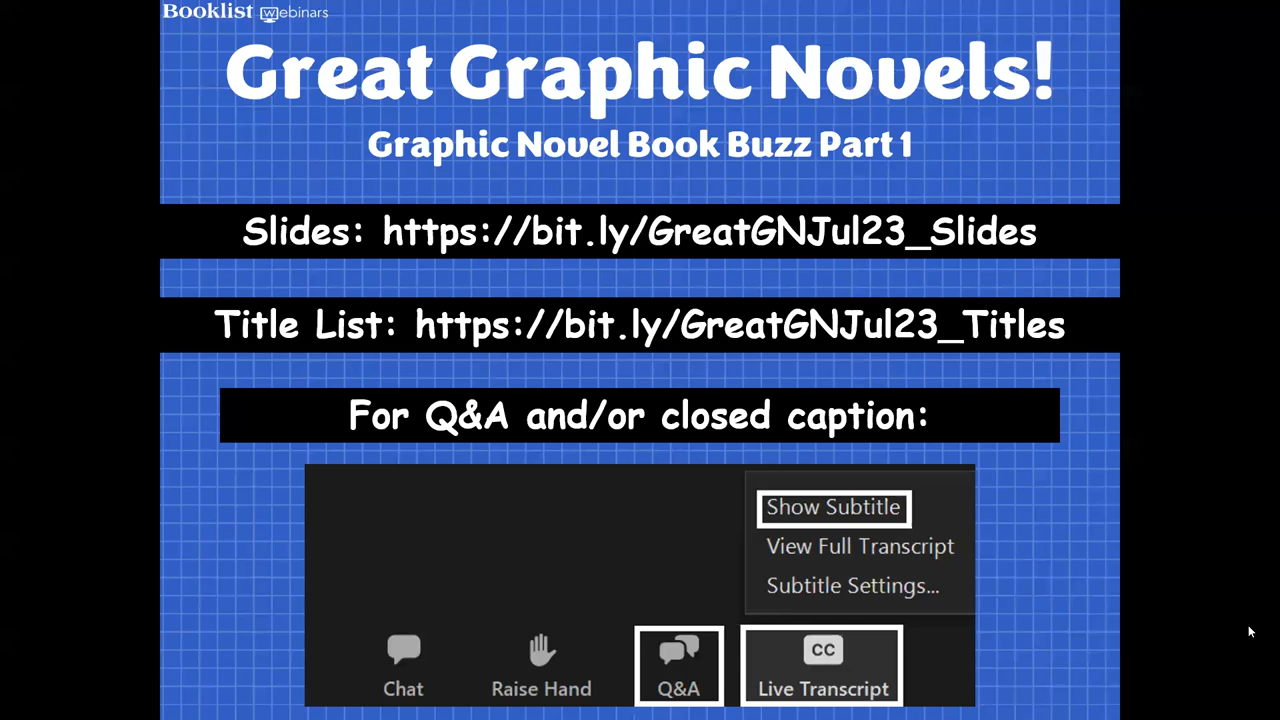 Booklist Webinars
Great Graphic Novels!
Graphic Novel Book Buzz Part 1
Slides: https://bit.ly/GreatGNJul23_Slides
Title List: https://bit.ly/GreatGNJul23_Titles
For Q&A and/or closed caption:
Show Subtitle
View Full Transcript
Subtitle Settings...
CC
Chat Raise Hand Q&A Live Transcript